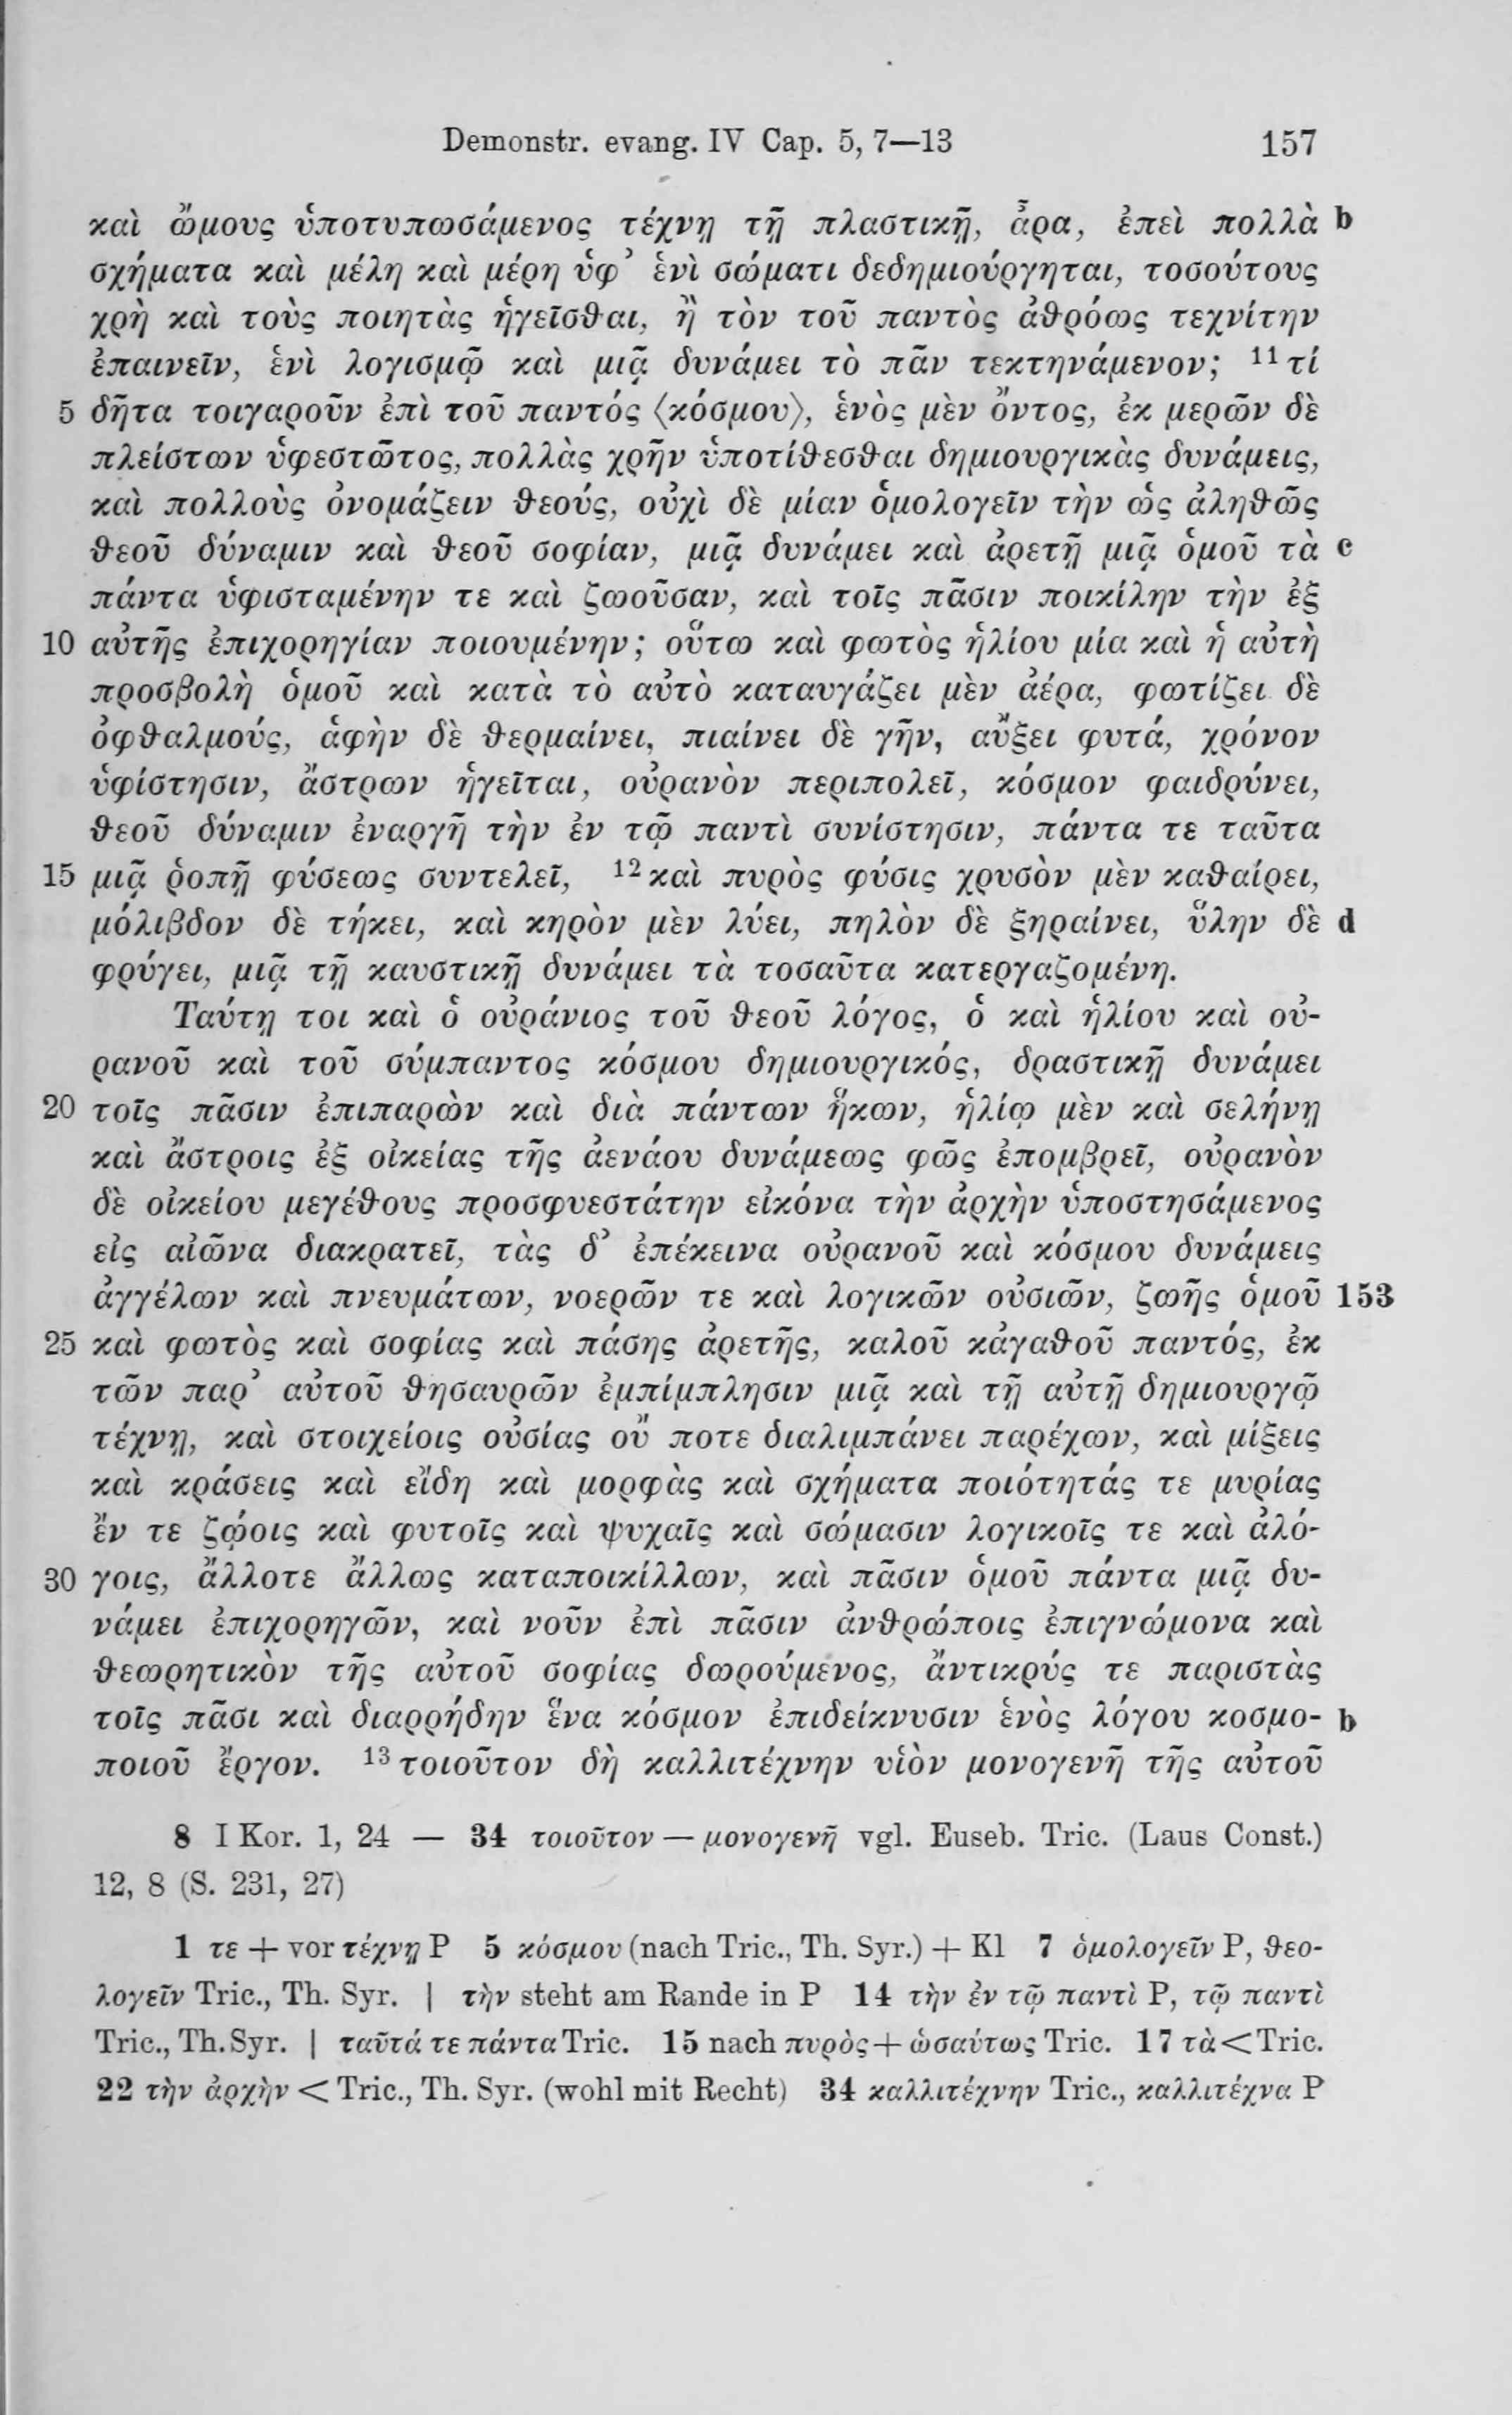 Demonstr. evang. IV Cap. 5, 7—13 157
καὶ ὤμους ὑποτυπωσάμενος τέχνῃ τῇ πλαστικῇ, ἆρα, ἐπεὶ πολλὰ b
σχήματα καὶ μέλη καὶ μέρη ὑφ’ ἑνὶ σώματι δεδημιούργηται, τοσούτους
χρὴ καὶ τοὺς ποιητὰς ἡγεῖσθαι, ἢ τὸν τοῦ παντὸς ἀθρόως τεχνίτην
ἐπαινεῖν, ἑνὶ λογισμῷ καὶ μιᾷ δυνάμει τὸ πᾶν τεκτηνάμενον; 11 τί
5 δῆτα τοιγαροῦν ἐπὶ τοῦ παντός ⟨κόσμου⟩, ἑνὸς μὲν ὄντος, ἐκ μερῶν δὲ
πλείστων ὑφεστῶτος, πολλὰς χρῆν ὑποτίθεσθαι δημιουργικὰς δυνάμεις,
καὶ πολλοὺς ὀνομάζειν θεούς, οὐχὶ δὲ μίαν ὁμολογεῖν τὴν ὡς ἀληθῶς
θεοῦ δύναμιν καὶ θεοῦ σοφίαν, μιᾷ δυνάμει καὶ ἀρετῇ μιᾷ ὁμοῦ τὰ c
πάντα ὑφισταμένην τε καὶ ζωοῦσαν, καὶ τοῖς πᾶσιν ποικίλην τὴν ἐξ
10 αὐτῆς ἐπιχορηγίαν ποιουμένην; οὕτω καὶ φωτὸς ἡλίου μία καὶ ἡ αὐτὴ
προσβολὴ ὁμοῦ καὶ κατὰ τὸ αὐτὸ καταυγάζει μὲν ἀέρα, φωτίζει δὲ
ὀφθαλμούς, ἁφὴν δὲ θερμαίνει, πιαίνει δὲ γῆν, αὔξει φυτά, χρόνον
ὑφίστησιν, ἄστρων ἡγεῖται, οὐρανὸν περιπολεῖ, κόσμον φαιδρύνει,
θεοῦ δύναμιν ἐναργῆ τὴν ἐν τῷ παντὶ συνίστησιν, πάντα τε ταῦτα
15 μιᾷ ῥοπῇ φύσεως συντελεῖ, 12 καὶ πυρὸς φύσις χρυσὸν μὲν καθαίρει,
μόλιβδον δὲ τήκει, καὶ κηρὸν μὲν λύει, πηλὸν δὲ ξηραίνει, ὕλην δὲ d
φρύγει, μιᾷ τῇ καυστικῇ δυνάμει τὰ τοσαῦτα κατεργαζομένη.
Ταύτῃ τοι καὶ ὁ οὐράνιος τοῦ θεοῦ λόγος, ὁ καὶ ἡλίου καὶ οὐ-
ρανοῦ καὶ τοῦ σύμπαντος κόσμου δημιουργικός, δραστικῇ δυνάμει
20 τοῖς πᾶσιν ἐπιπαρὼν καὶ διὰ πάντων ἥκων, ἡλίῳ μὲν καὶ σελήνῃ
καὶ ἄστροις ἐξ οἰκείας τῆς ἀενάου δυνάμεως φῶς ἐπομβρεῖ, οὐρανὸν
δὲ οἰκείου μεγέθους προσφυεστάτην εἰκόνα τὴν ἀρχὴν ὑποστησάμενος
εἰς αἰῶνα διακρατεῖ, τὰς δ’ ἐπέκεινα οὐρανοῦ καὶ κόσμου δυνάμεις
ἀγγέλων καὶ πνευμάτων, νοερῶν τε καὶ λογικῶν οὐσιῶν, ζωῆς ὁμοῦ 153
25 καὶ φωτὸς καὶ σοφίας καὶ πάσης ἀρετῆς, καλοῦ κἀγαθοῦ παντός, ἐκ
τῶν παρ’ αὐτοῦ θησαυρῶν ἐμπίμπλησιν μιᾷ καὶ τῇ αὐτῇ δημιουργῷ
τέχνῃ, καὶ στοιχείοις οὐσίας οὔ ποτε διαλιμπάνει παρέχων, καὶ μίξεις
καὶ κράσεις καὶ εἴδη καὶ μορφὰς καὶ σχήματα ποιότητάς τε μυρίας
ἔν τε ζῴοις καὶ φυτοῖς καὶ ψυχαῖς καὶ σώμασιν λογικοῖς τε καὶ ἀλό-
30 γοις, ἄλλοτε ἄλλως καταποικίλλων, καὶ πᾶσιν ὁμοῦ πάντα μιᾷ δυ-
νάμει ἐπιχορηγῶν, καὶ νοῦν ἐπὶ πᾶσιν ἀνθρώποις ἐπιγνώμονα καὶ
θεωρητικὸν τῆς αὐτοῦ σοφίας δωρούμενος, ἄντικρύς τε παριστὰς
τοῖς πᾶσι καὶ διαρρήδην ἕνα κόσμον ἐπιδείκνυσιν ἑνὸς λόγου κοσμο- b
ποιοῦ ἔργον. 13 τοιοῦτον δὴ καλλιτέχνην υἱὸν μονογενῆ τῆς αὐτοῦ
8 I Kor. 1, 24 — 34 τοιοῦτον — μονογενῆ vgl. Euseb. Tric. (Laus Const.)
12, 8 (S. 231, 27)
1 τε + vor τέχνῃ P 5 κόσμου (nach Tric., Th. Syr.) + Kl 7 ὁμολογεῖν P, θεο-
λογεῖν Tric., Th. Syr. | τὴν steht am Rande in P 14 τὴν ἐν τῷ παντὶ P, τῷ παντὶ
Tric., Th. Syr. | ταῦτά τε πάντα Tric. 15 nach πυρὸς + ὡσαύτως Tric. 17 τὰ < Tric.
22 τὴν ἀρχὴν < Tric., Th. Syr. (wohl mit Recht) 34 καλλιτέχνην Tric., καλλιτέχνα P